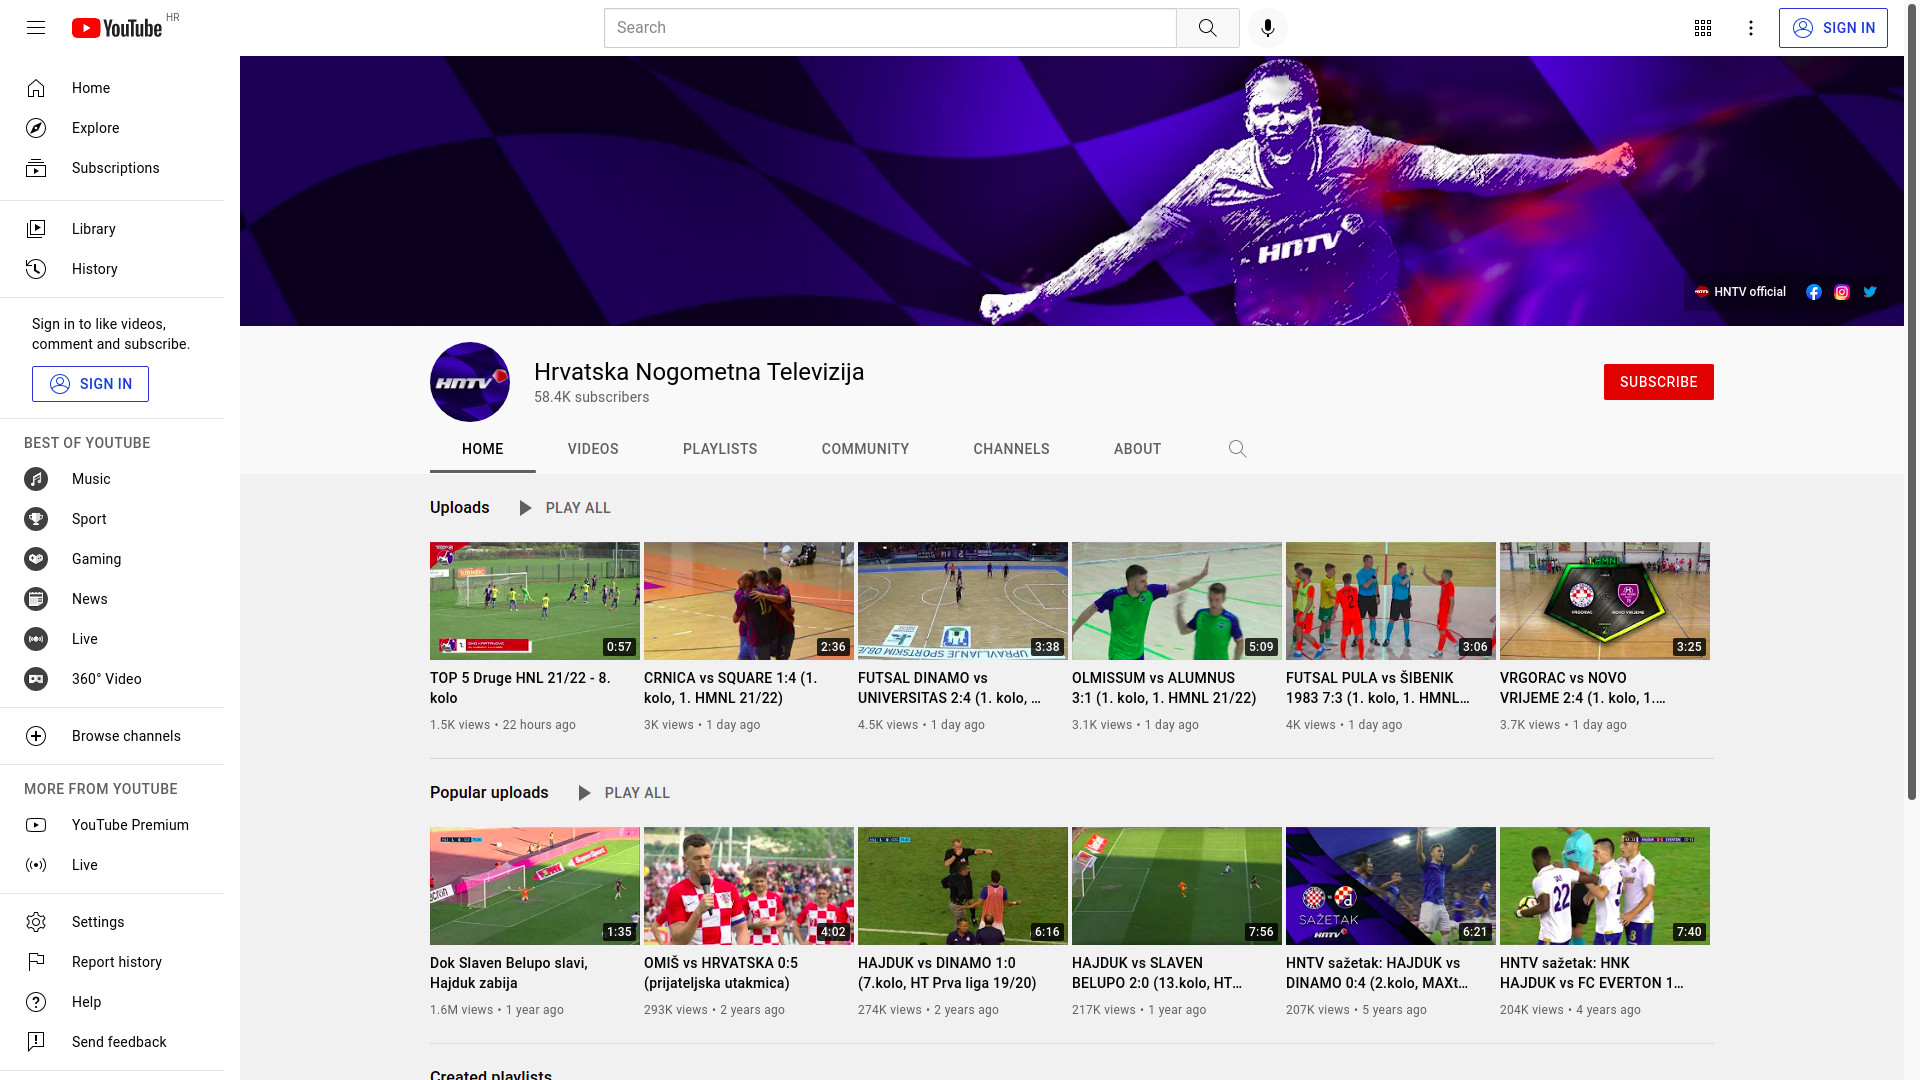 YouTube HR
Search
SIGN IN
Home
Explore
Subscriptions
Library
History
Sign in to like videos,
comment and subscribe.
SIGN IN
BEST OF YOUTUBE
Music
Sport
Gaming
News
Live
360° Video
Browse channels
MORE FROM YOUTUBE
YouTube Premium
Live
Settings
Report history
Help
Send feedback
HNTV
HNTV official
HNTV
Hrvatska Nogometna Televizija
58.4K subscribers
SUBSCRIBE
HOME VIDEOS PLAYLISTS COMMUNITY CHANNELS ABOUT
Uploads PLAY ALL
0:57 2:36 3:38 5:09 3:06 3:25
TOP 5 Druge HNL 21/22 - 8.
kolo
1.5K views • 22 hours ago
CRNICA vs SQUARE 1:4 (1.
kolo, 1. HMNL 21/22)
3K views • 1 day ago
FUTSAL DINAMO vs
UNIVERSITAS 2:4 (1. kolo, …
4.5K views • 1 day ago
OLMISSUM vs ALUMNUS
3:1 (1. kolo, 1. HMNL 21/22)
3.1K views • 1 day ago
FUTSAL PULA vs ŠIBENIK
1983 7:3 (1. kolo, 1. HMNL…
4K views • 1 day ago
VRGORAC vs NOVO
VRIJEME 2:4 (1. kolo, 1.…
3.7K views • 1 day ago
Popular uploads PLAY ALL
SAŽETAK
HNTV
22
1:35 4:02 6:16 7:56 6:21 7:40
Dok Slaven Belupo slavi,
Hajduk zabija
1.6M views • 1 year ago
OMIŠ vs HRVATSKA 0:5
(prijateljska utakmica)
293K views • 2 years ago
HAJDUK vs DINAMO 1:0
(7.kolo, HT Prva liga 19/20)
274K views • 2 years ago
HAJDUK vs SLAVEN
BELUPO 2:0 (13.kolo, HT…
217K views • 1 year ago
HNTV sažetak: HAJDUK vs
DINAMO 0:4 (2.kolo, MAXt…
207K views • 5 years ago
HNTV sažetak: HNK
HAJDUK vs FC EVERTON 1…
204K views • 4 years ago
Created playlists